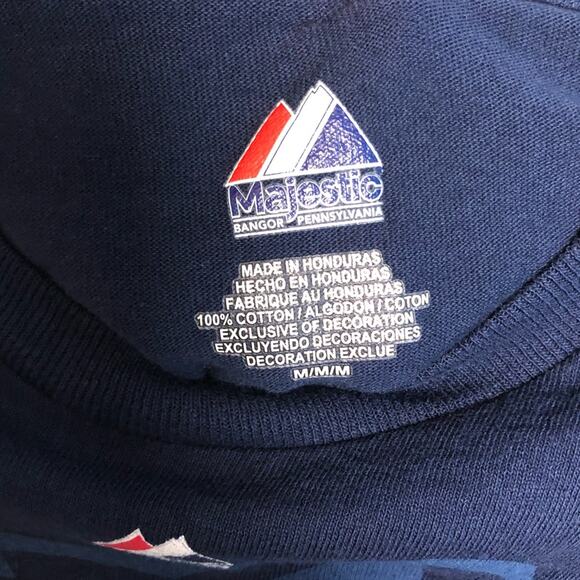 Majestic
BANGOR PENNSYLVANIA
MADE IN HONDURAS
HECHO EN HONDURAS
FABRIQUE AU HONDURAS
100% COTTON / ALGODON / COTON
EXCLUSIVE OF DECORATION
EXCLUYENDO DECORACIONES
DECORATION EXCLUE
M/M/M